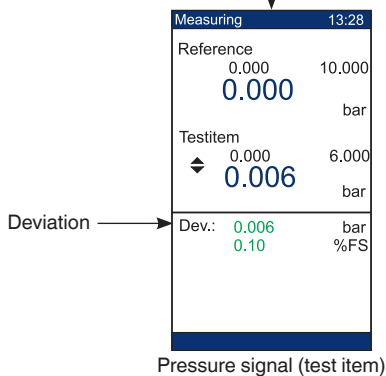 Measuring 13:28
Reference
0.000 10.000
0.000
bar
Testitem
0.000 6.000
0.006
bar
Deviation
Dev.: 0.006 bar
0.10 %FS
Pressure signal (test item)